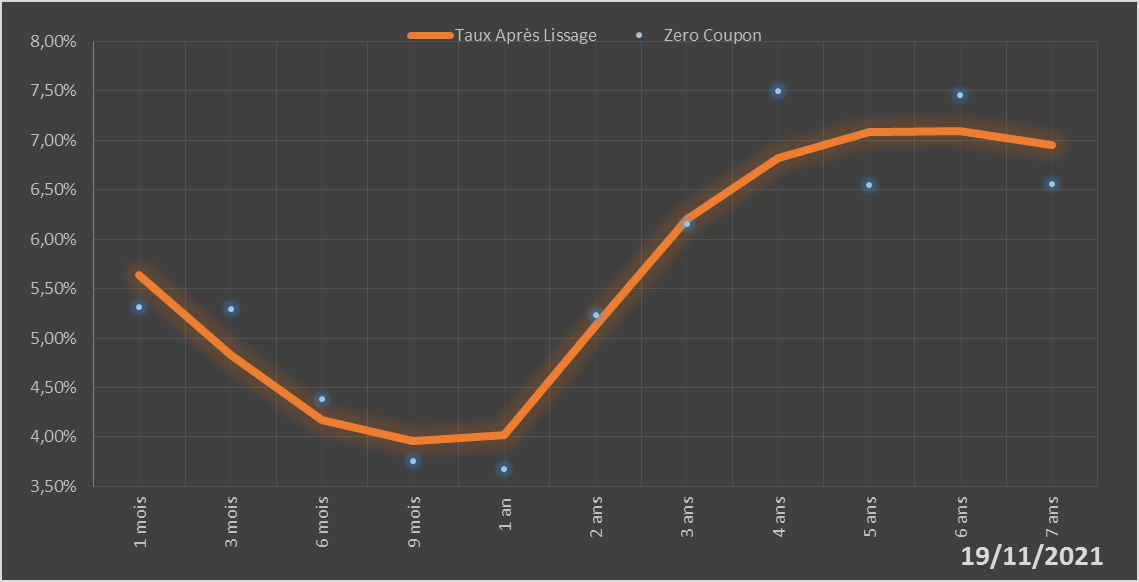 Taux Après Lissage
Zero Coupon
8,00%
7,50%
7,00%
6,50%
6,00%
5,50%
5,00%
4,50%
4,00%
3,50%
1 mois
3 mois
6 mois
9 mois
1 an
2 ans
3 ans
4 ans
5 ans
6 ans
7 ans
19/11/2021